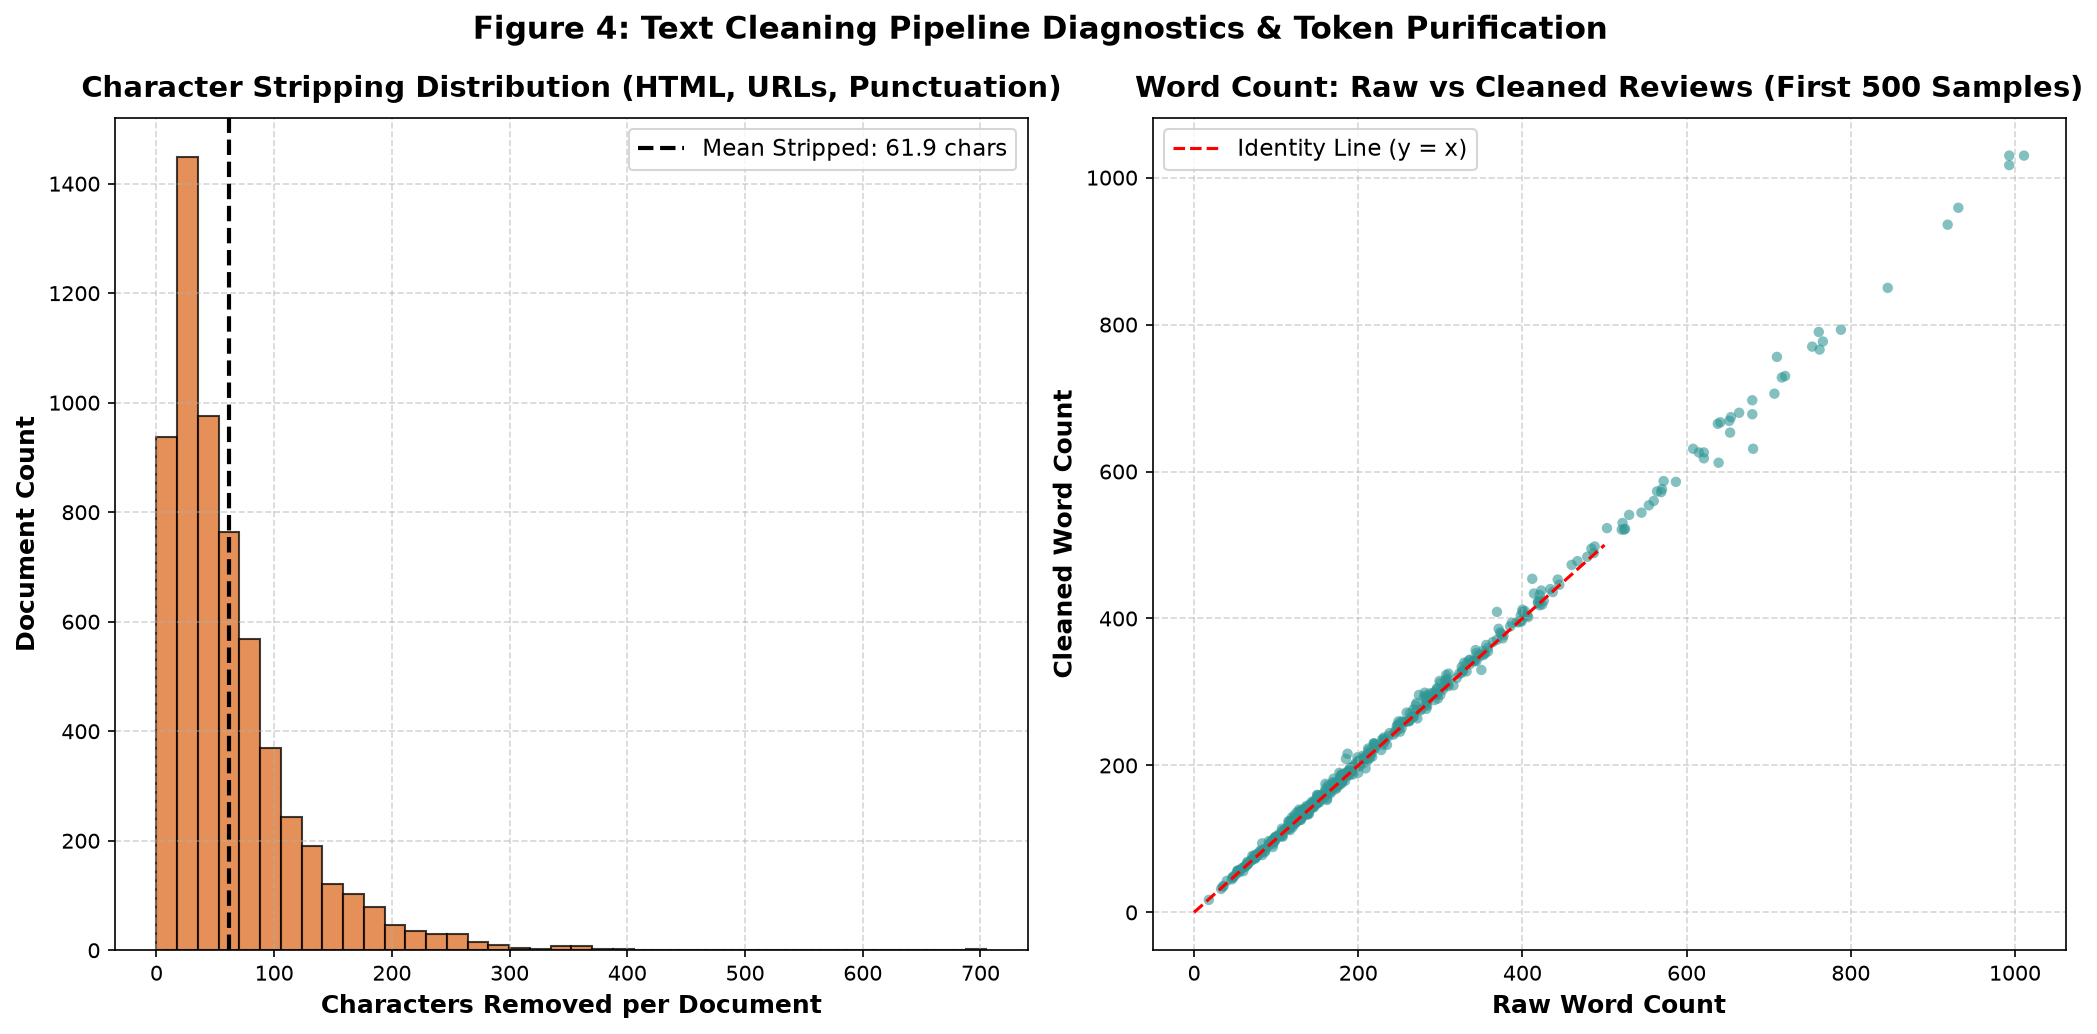 Figure 4: Text Cleaning Pipeline Diagnostics & Token Purification
Character Stripping Distribution (HTML, URLs, Punctuation)
Mean Stripped: 61.9 chars
Document Count
1400
1200
1000
800
600
400
200
0
0 100 200 300 400 500 600 700
Characters Removed per Document
Word Count: Raw vs Cleaned Reviews (First 500 Samples)
Identity Line (y = x)
Cleaned Word Count
1000
800
600
400
200
0
0 200 400 600 800 1000
Raw Word Count